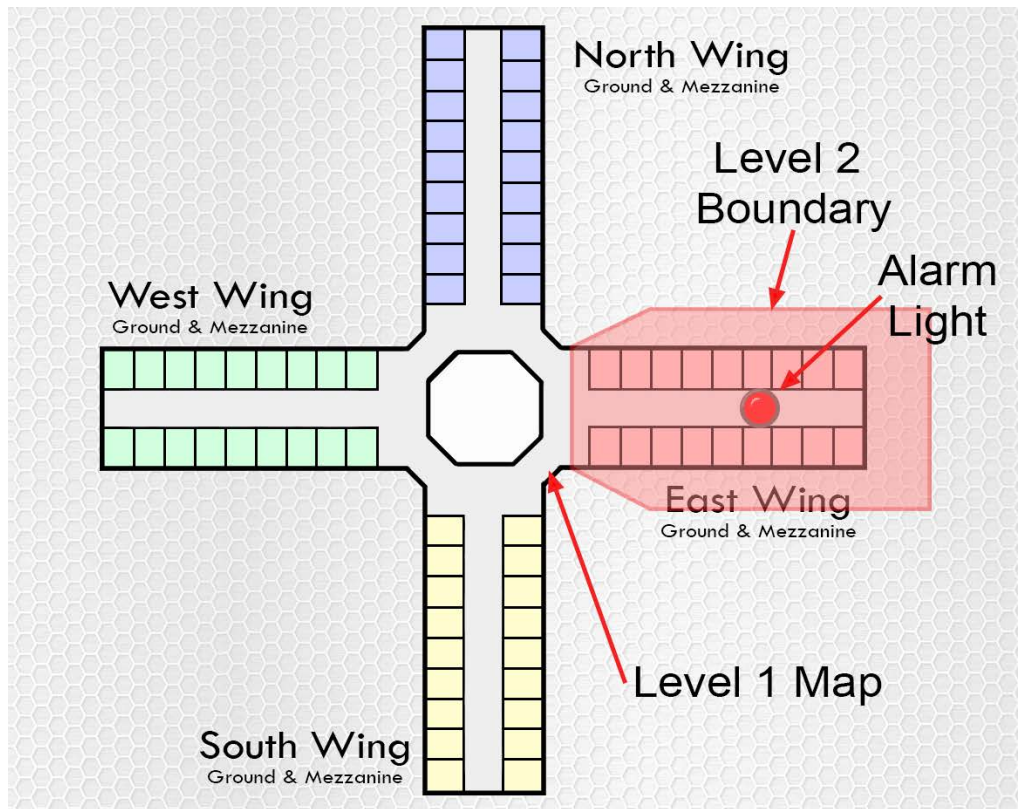 North Wing
Ground & Mezzanine
Level 2
Boundary
Alarm
Light
West Wing
Ground & Mezzanine
East Wing
Ground & Mezzanine
Level 1 Map
South Wing
Ground & Mezzanine